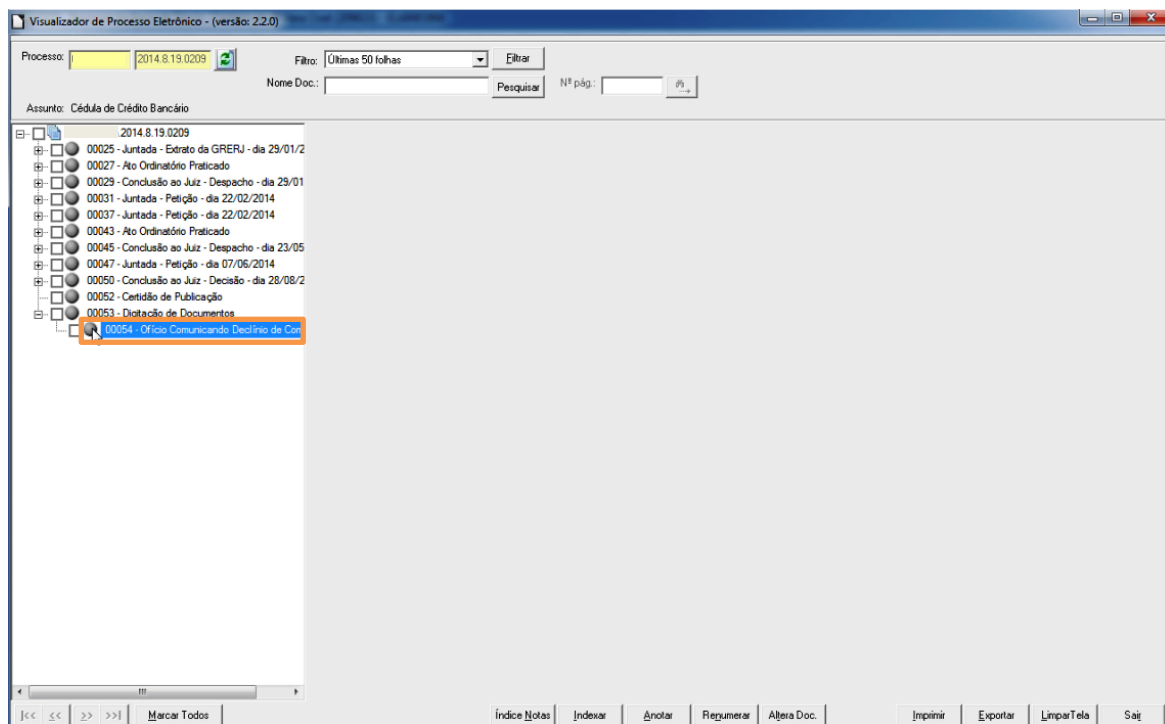 Visualizador de Processo Eletrônico - (versão: 2.2.0)
Processo: 2014.8.19.0209 Filtro: Últimas 50 folhas Filtrar
Nome Doc.: Pesquisar Nº pág.:
Assunto: Cédula de Crédito Bancário
.2014.8.19.0209
00025 - Juntada - Extrato da GRERJ - dia 29/01/2
00027 - Ato Ordinatório Praticado
00029 - Conclusão ao Juiz - Despacho - dia 29/01
00031 - Juntada - Petição - dia 22/02/2014
00037 - Juntada - Petição - dia 22/02/2014
00043 - Ato Ordinatório Praticado
00045 - Conclusão ao Juiz - Despacho - dia 23/05
00047 - Juntada - Petição - dia 07/06/2014
00050 - Conclusão ao Juiz - Decisão - dia 28/08/2
00052 - Certidão de Publicação
00053 - Digitação de Documentos
00054 - Ofício Comunicando Declínio de Com
|<< << >> >>| Marcar Todos Índice Notas Indexar Anotar Renumerar Altera Doc. Imprimir Exportar LimparTela Sair